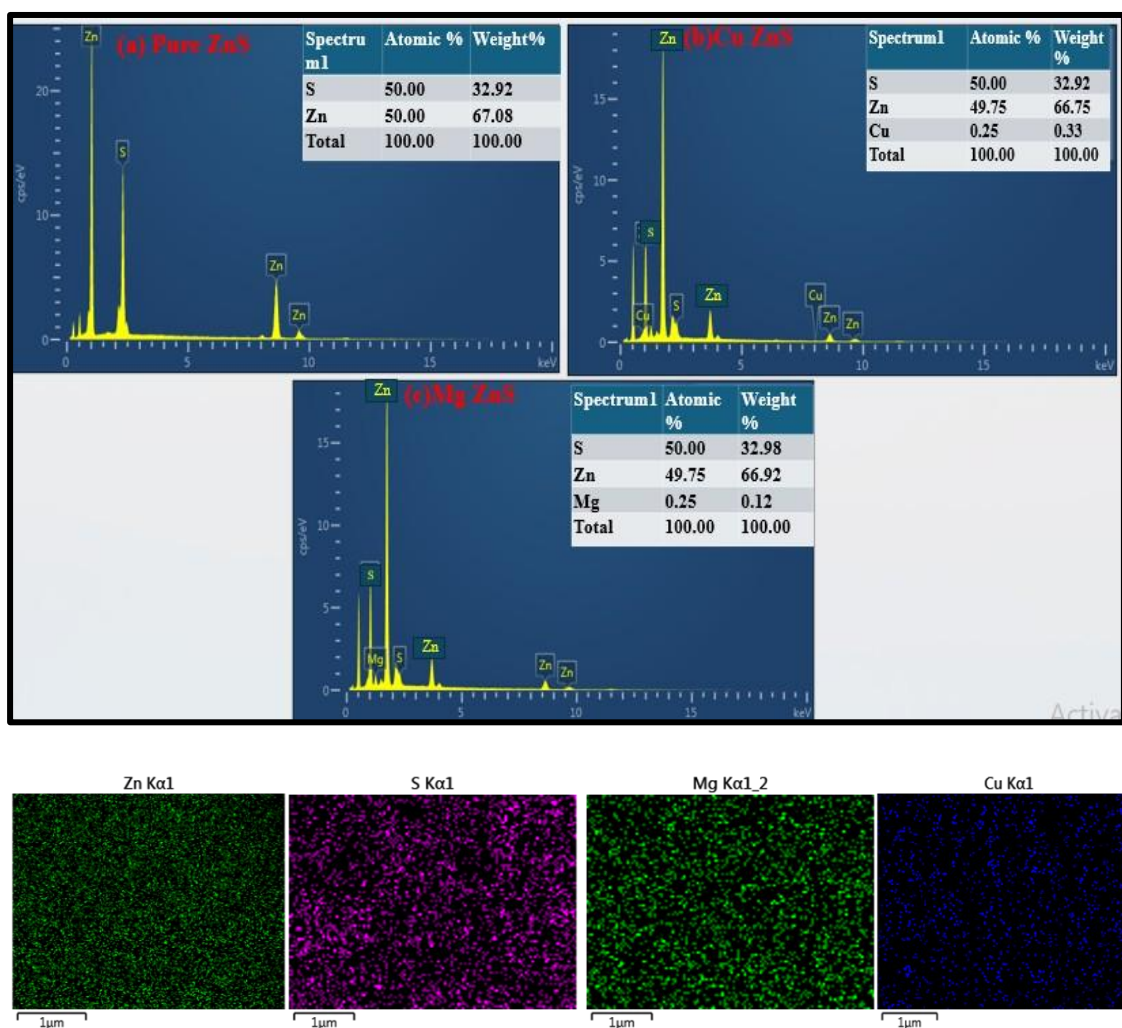 (a) Pure ZnS
Zn
S
Zn
Zn
20
10
0
cps/eV
0 5 10 15 keV
Spectru Atomic % Weight%
m1
S 50.00 32.92
Zn 50.00 67.08
Total 100.00 100.00
(b)Cu ZnS
Zn
S
Cu
S
Zn
Cu
Zn
Zn
15
10
5
0
cps/eV
0 5 10 15 keV
Spectrum1 Atomic % Weight
%
S 50.00 32.92
Zn 49.75 66.75
Cu 0.25 0.33
Total 100.00 100.00
(c)Mg ZnS
Zn
S
Mg
S
Zn
Zn
Zn
15
10
5
0
cps/eV
0 5 10 15 keV
Spectrum1 Atomic Weight
% %
S 50.00 32.98
Zn 49.75 66.92
Mg 0.25 0.12
Total 100.00 100.00
Activa
Zn Kα1 S Kα1 Mg Kα1_2 Cu Kα1
1μm 1μm 1μm 1μm